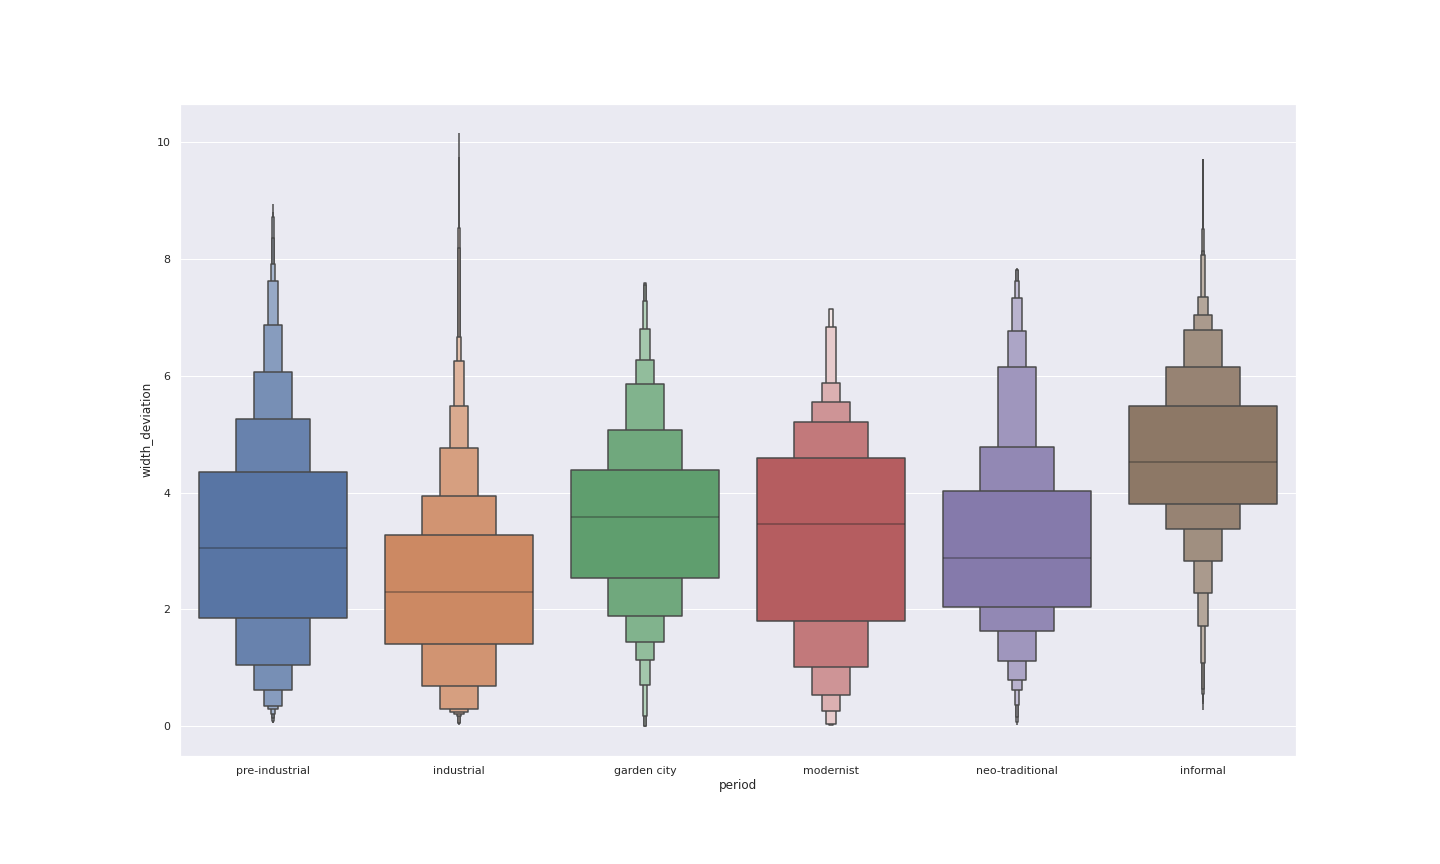 10
8
6
4
2
0
width_deviation
pre-industrial industrial garden city modernist neo-traditional informal
period